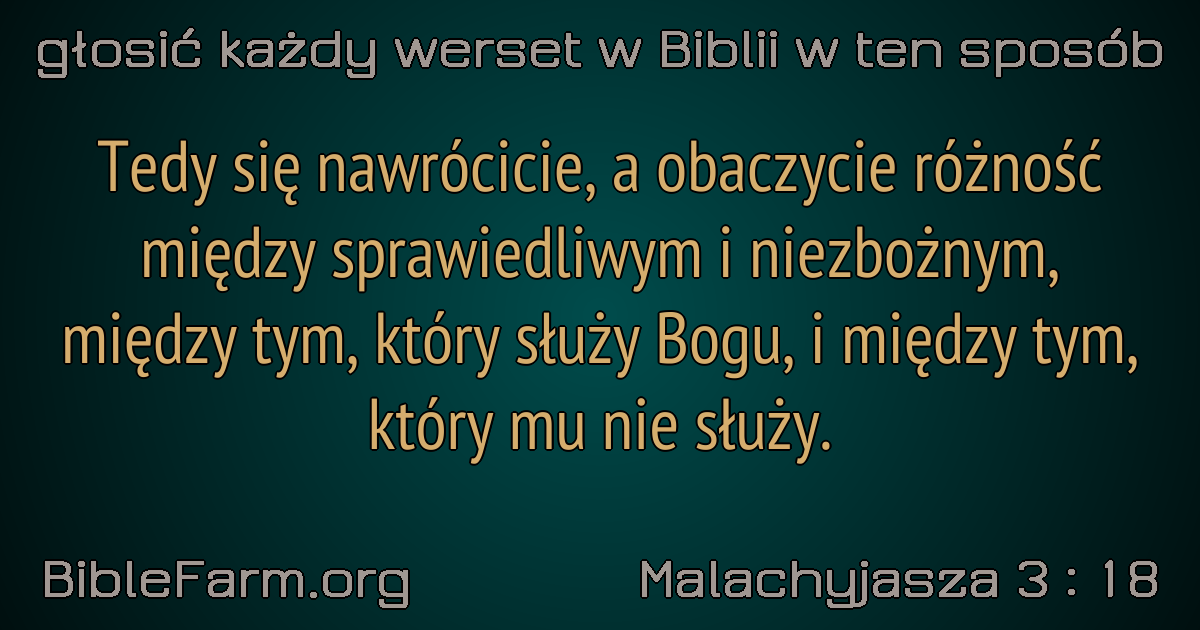 głosić każdy werset w Biblii w ten sposób
Tedy się nawrócicie, a obaczycie różność
między sprawiedliwym i niezbożnym,
między tym, który służy Bogu, i między tym,
który mu nie służy.
BibleFarm.org
Malachyjasza 3 : 18